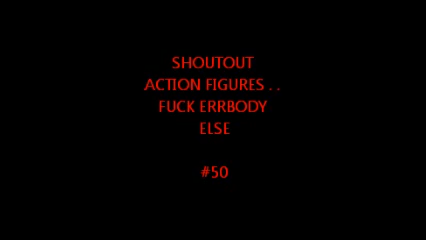 SHOUTOUT
ACTION FIGURES . .
FUCK ERRBODY
ELSE
#50